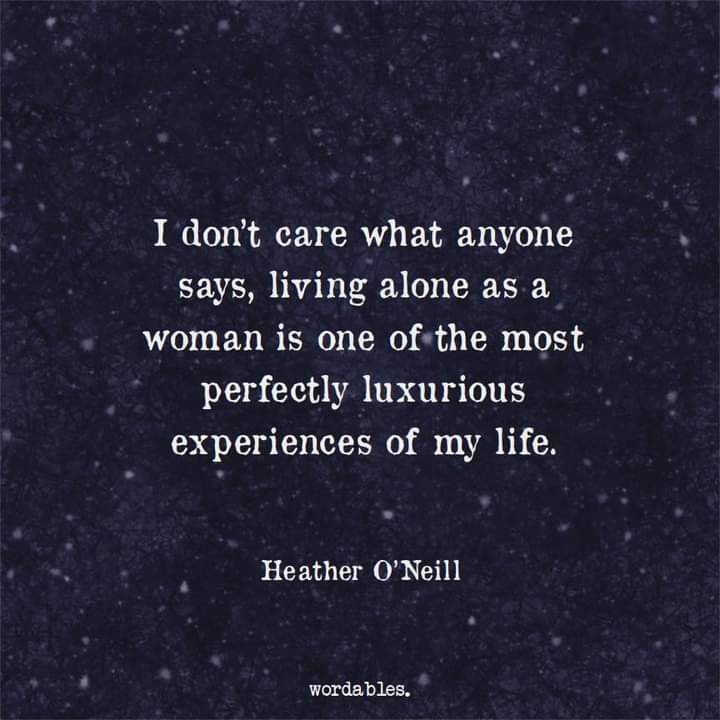 I don't care what anyone
says, living alone as a
woman is one of the most
perfectly luxurious
experiences of my life.
Heather O'Neill
wordables.